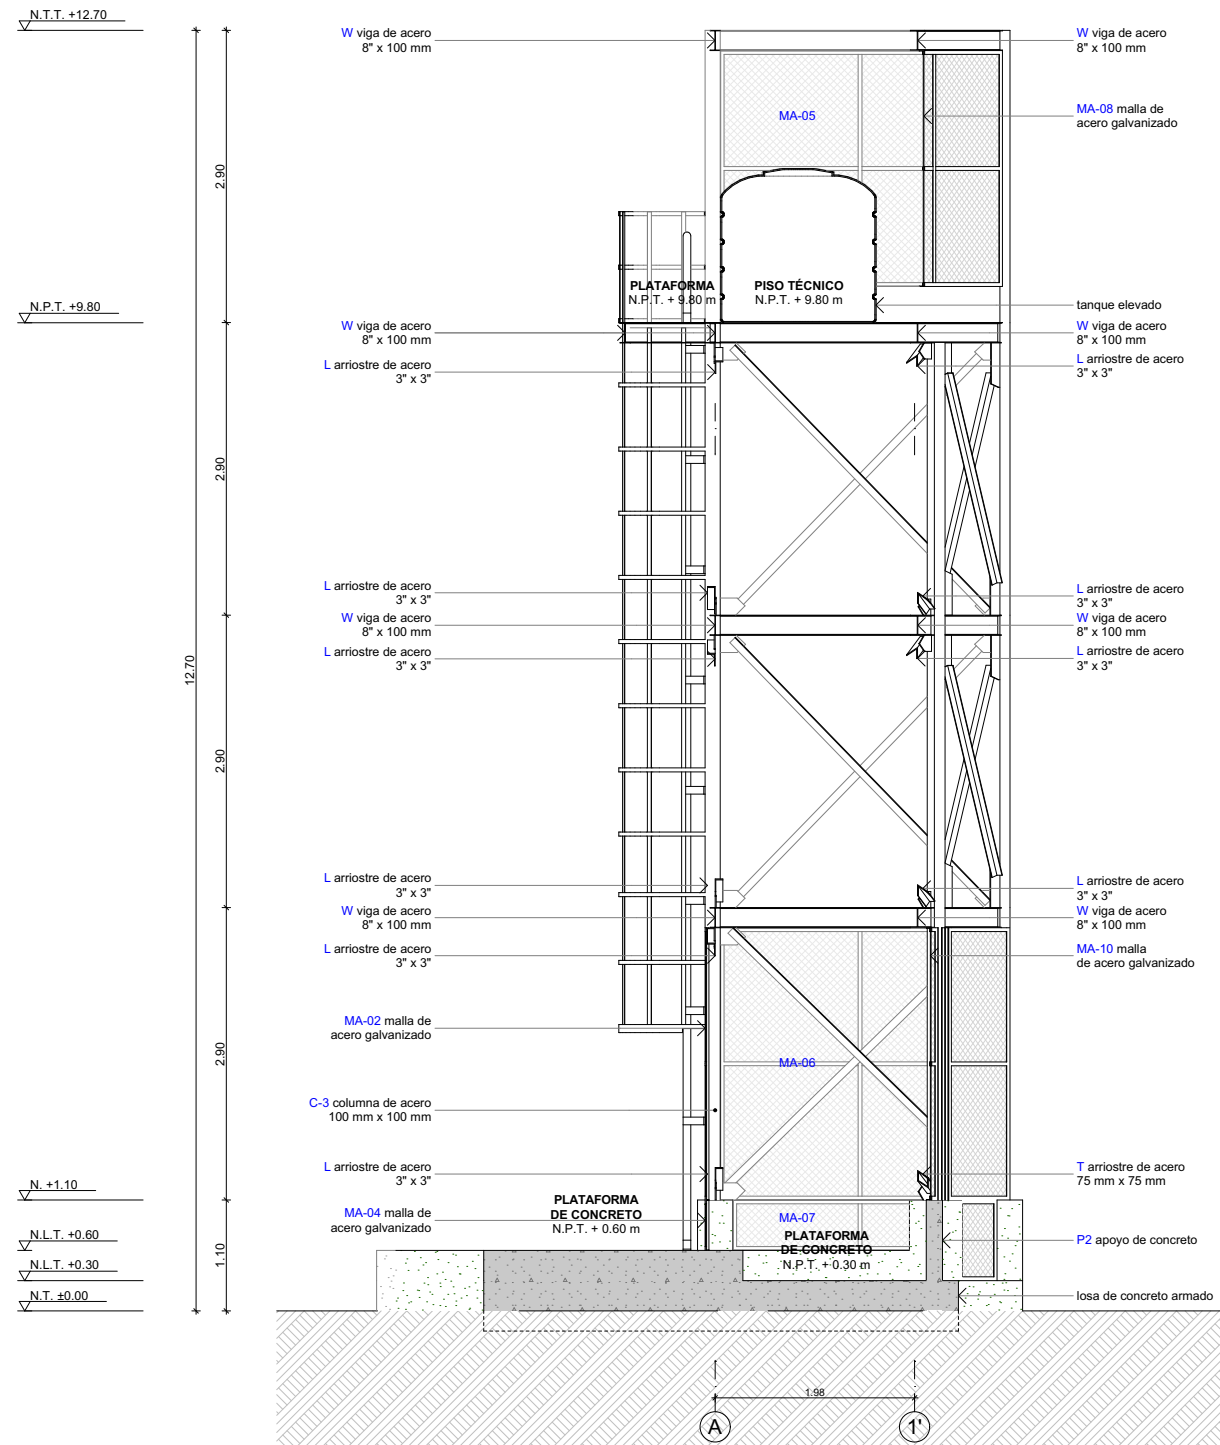 N.T.T. +12.70
W viga de acero
8" x 100 mm
W viga de acero
8" x 100 mm
MA-05
MA-08 malla de
acero galvanizado
2.90
PLATAFORMA
N.P.T. + 9.80 m
PISO TÉCNICO
N.P.T. + 9.80 m
N.P.T. +9.80
tanque elevado
W viga de acero
8" x 100 mm
W viga de acero
8" x 100 mm
L arriostre de acero
3" x 3"
L arriostre de acero
3" x 3"
2.90
L arriostre de acero
3" x 3"
L arriostre de acero
3" x 3"
W viga de acero
8" x 100 mm
W viga de acero
8" x 100 mm
L arriostre de acero
3" x 3"
L arriostre de acero
3" x 3"
12.70
2.90
L arriostre de acero
3" x 3"
L arriostre de acero
3" x 3"
W viga de acero
8" x 100 mm
W viga de acero
8" x 100 mm
L arriostre de acero
3" x 3"
MA-10 malla
de acero galvanizado
MA-02 malla de
acero galvanizado
2.90
MA-06
C-3 columna de acero
100 mm x 100 mm
L arriostre de acero
3" x 3"
T arriostre de acero
75 mm x 75 mm
N. +1.10
PLATAFORMA
DE CONCRETO
N.P.T. + 0.60 m
MA-04 malla de
acero galvanizado
MA-07
PLATAFORMA
DE CONCRETO
N.P.T. + 0.30 m
P2 apoyo de concreto
N.L.T. +0.60
1.10
N.L.T. +0.30
N.T. ±0.00
losa de concreto armado
1.98
A
1'